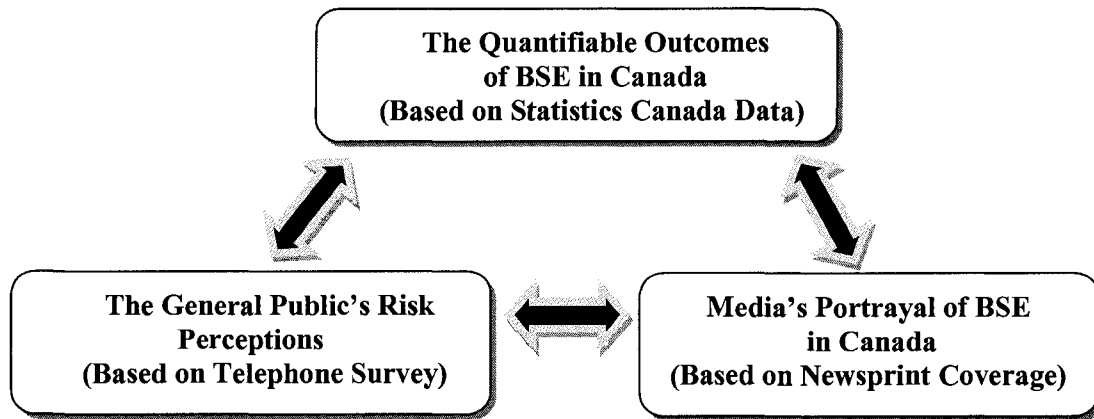 The Quantifiable Outcomes
of BSE in Canada
(Based on Statistics Canada Data)
The General Public's Risk
Perceptions
(Based on Telephone Survey)
Media's Portrayal of BSE
in Canada
(Based on Newsprint Coverage)